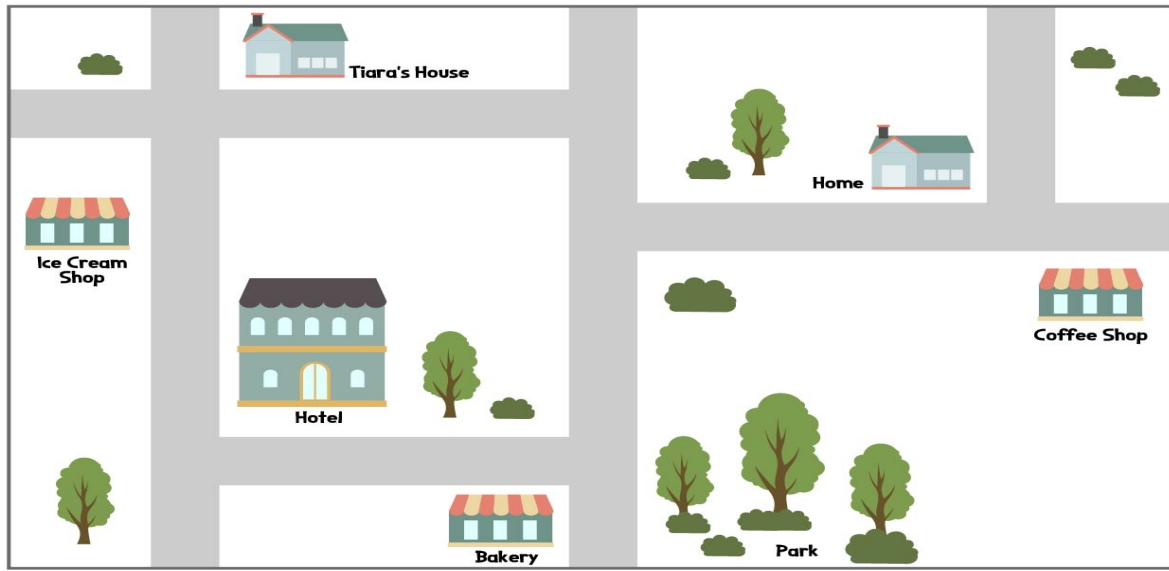 Tiara's House
Home
Ice Cream
Shop
Coffee Shop
Hotel
Park
Bakery